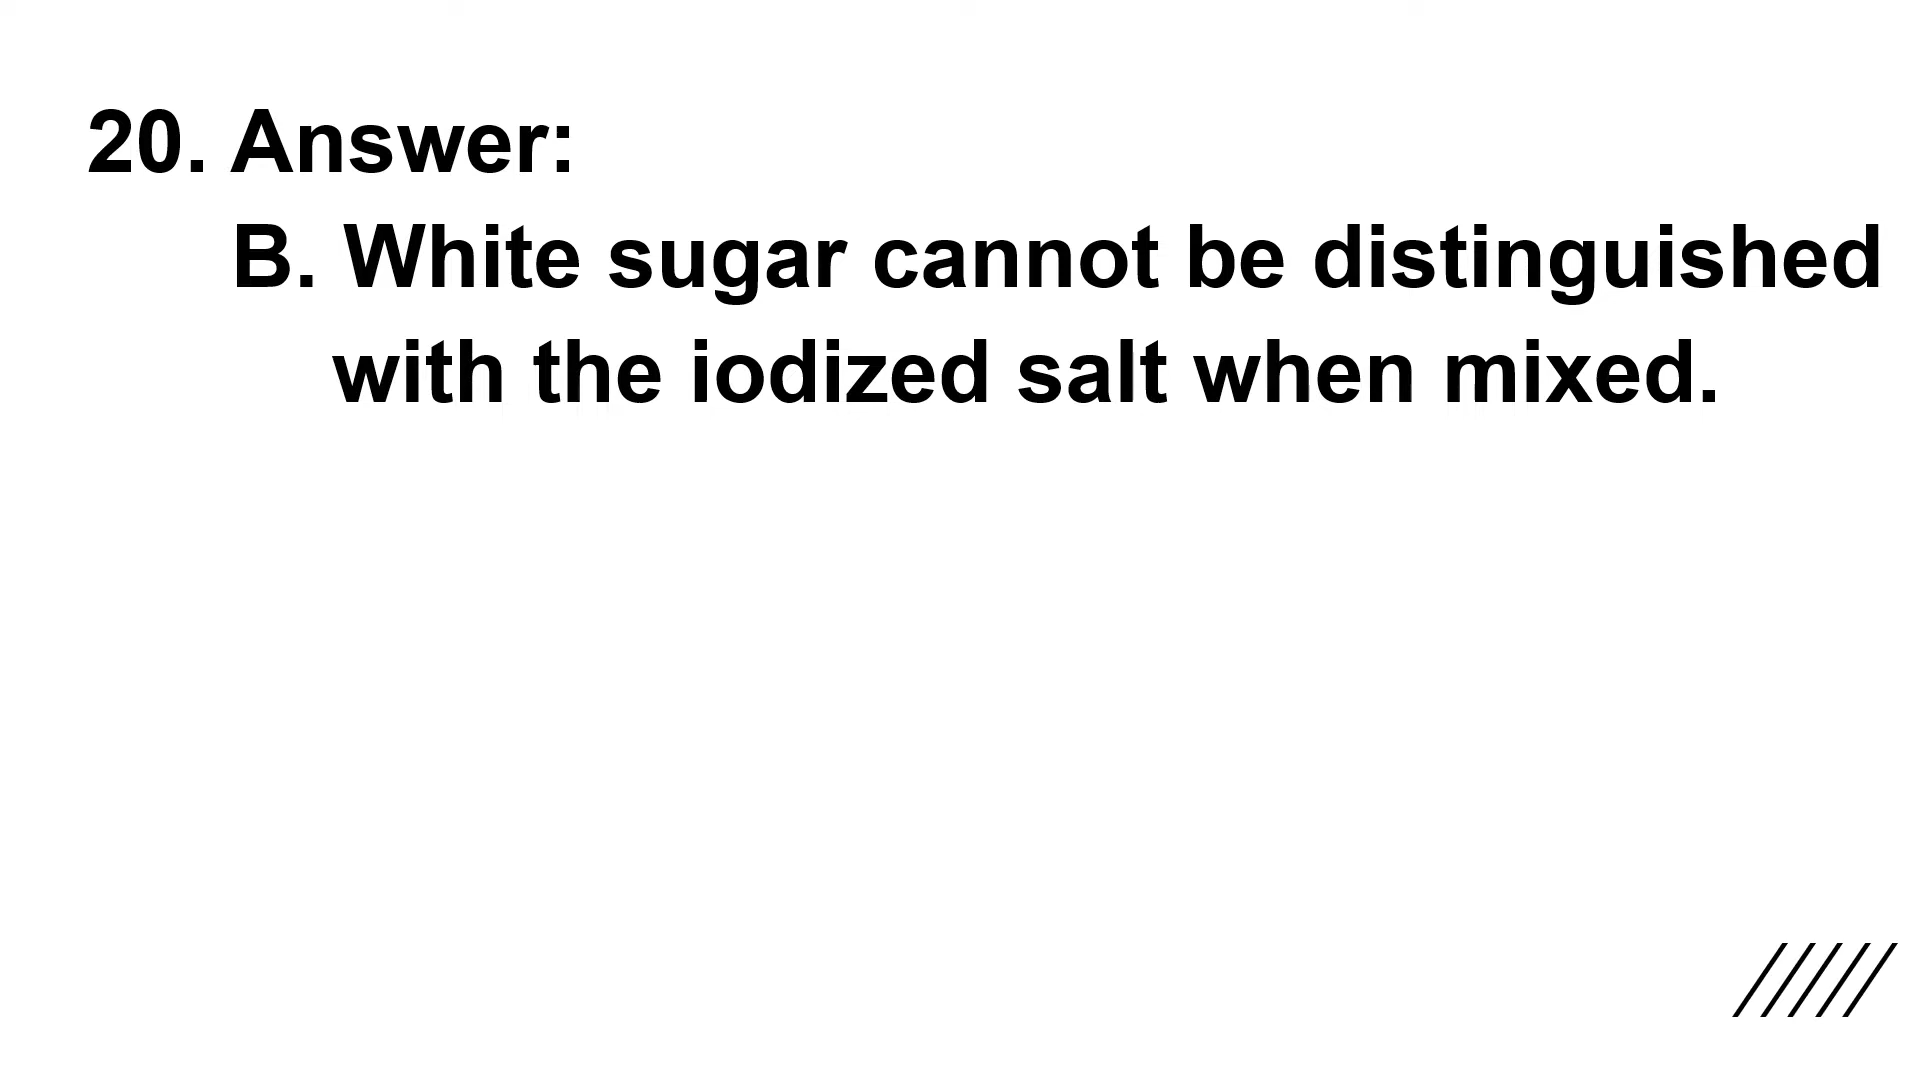 20. Answer:
B. White sugar cannot be distinguished
with the iodized salt when mixed.